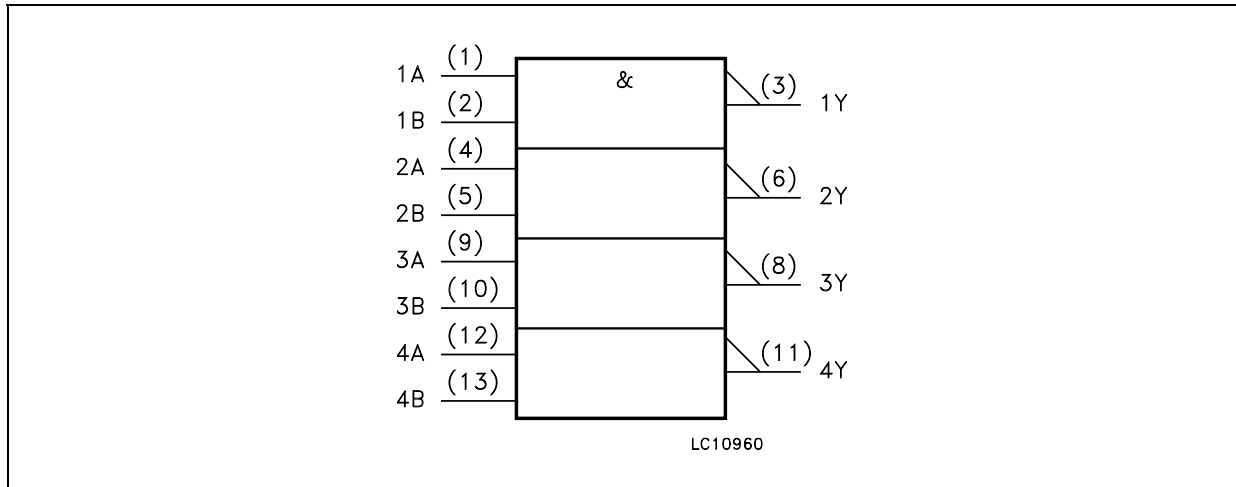 1A (1) & (3) 1Y
1B (2)
2A (4) (6) 2Y
2B (5)
3A (9) (8) 3Y
3B (10)
4A (12) (11) 4Y
4B (13)
LC10960